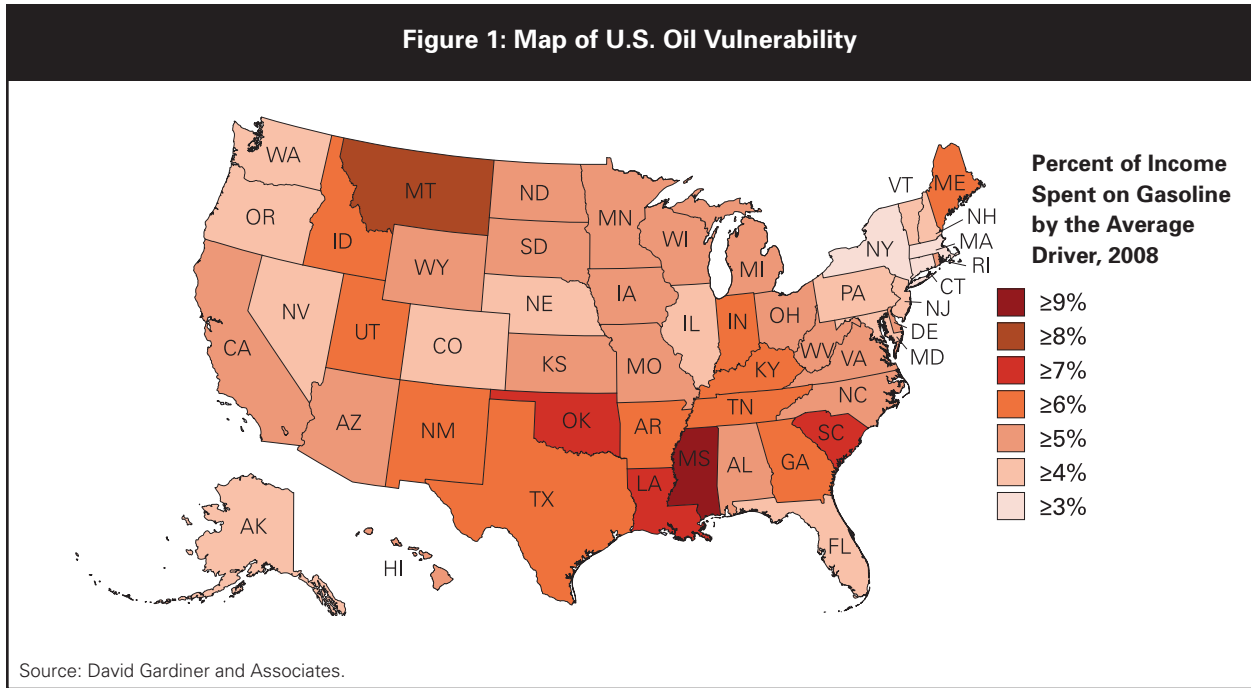 Figure 1: Map of U.S. Oil Vulnerability
WA
MT
ND
MN
VT
ME
OR
ID
SD
WI
NY
NH
MA
WY
MI
RI
CT
IA
PA
NE
NJ
NV
UT
IL
IN
OH
DE
CO
MD
CA
KS
MO
WV
VA
KY
NC
TN
AZ
NM
OK
AR
SC
MS
AL
GA
LA
TX
AK
FL
HI
Percent of Income
Spent on Gasoline
by the Average
Driver, 2008
≥9%
≥8%
≥7%
≥6%
≥5%
≥4%
≥3%
Source: David Gardiner and Associates.